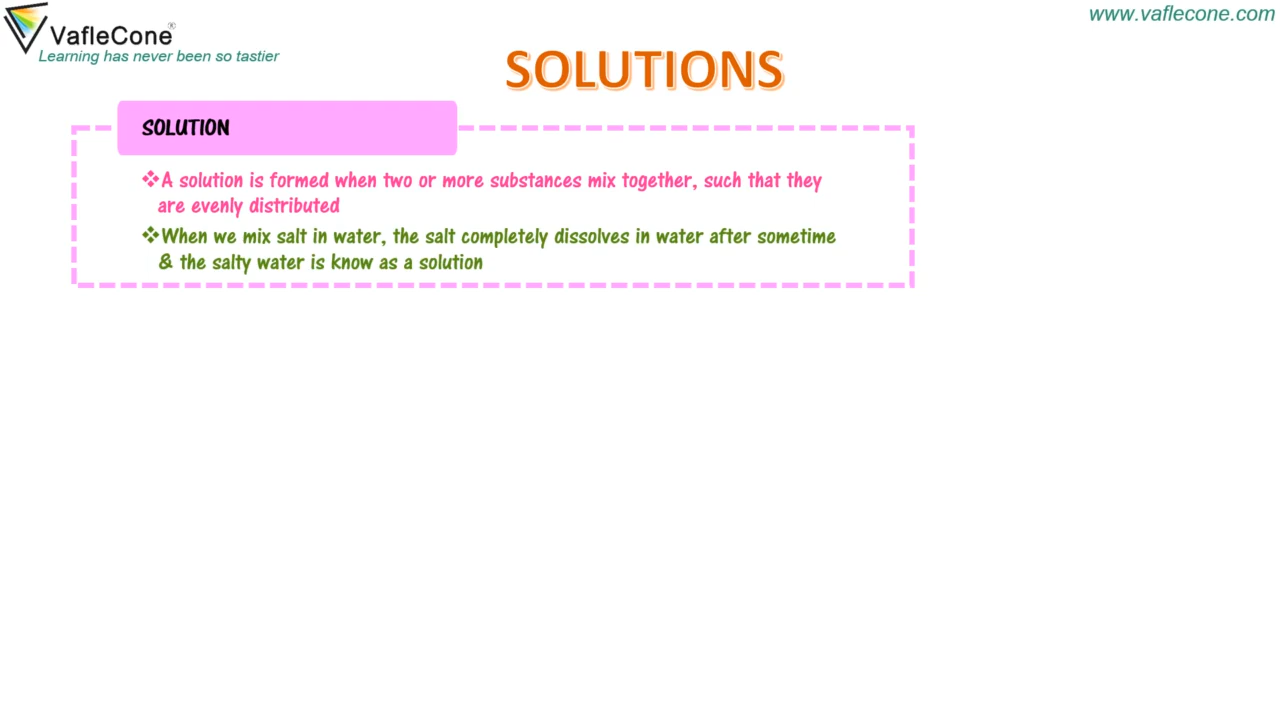 www.vaflecone.com
VafleCone®
Learning has never been so tastier
SOLUTIONS
SOLUTION
❖A solution is formed when two or more substances mix together, such that they
are evenly distributed
❖When we mix salt in water, the salt completely dissolves in water after sometime
& the salty water is know as a solution